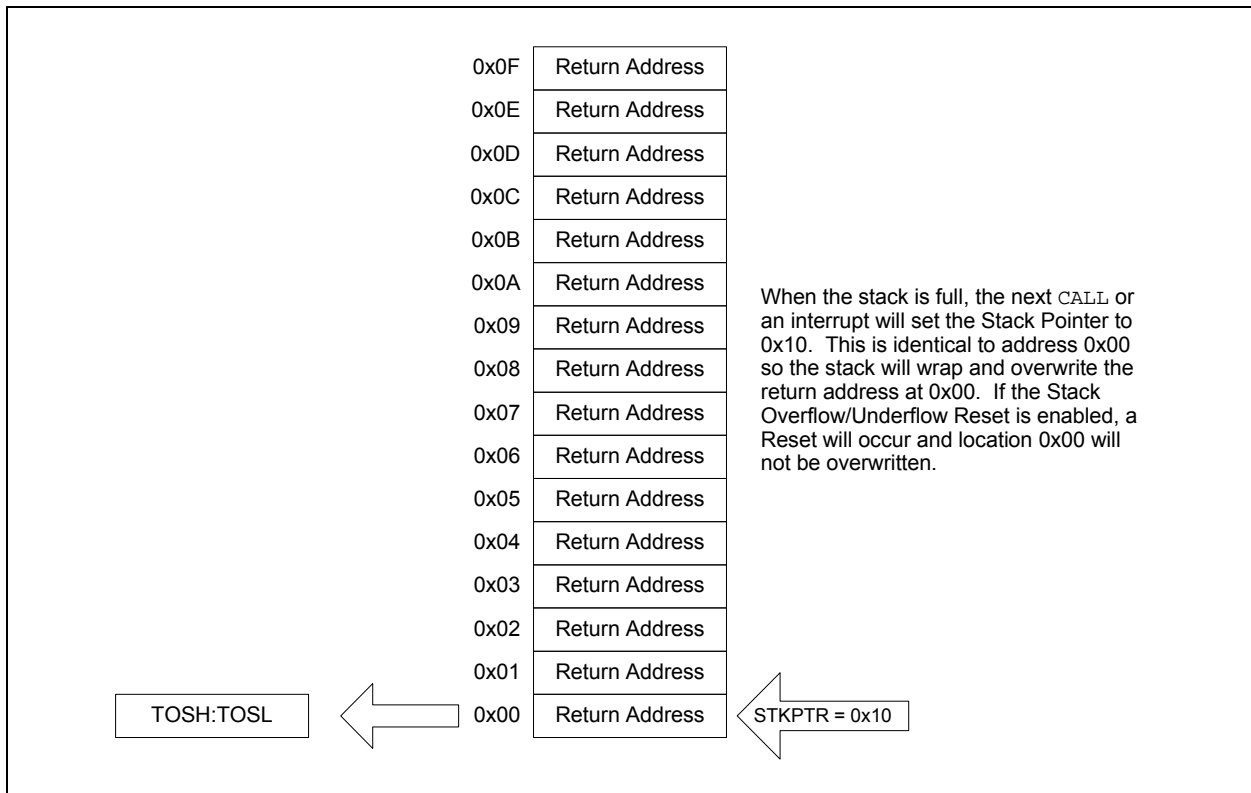 0x0F Return Address
0x0E Return Address
0x0D Return Address
0x0C Return Address
0x0B Return Address
0x0A Return Address
0x09 Return Address
0x08 Return Address
0x07 Return Address
0x06 Return Address
0x05 Return Address
0x04 Return Address
0x03 Return Address
0x02 Return Address
0x01 Return Address
TOSH:TOSL 0x00 Return Address STKPTR = 0x10
When the stack is full, the next CALL or
an interrupt will set the Stack Pointer to
0x10. This is identical to address 0x00
so the stack will wrap and overwrite the
return address at 0x00. If the Stack
Overflow/Underflow Reset is enabled, a
Reset will occur and location 0x00 will
not be overwritten.